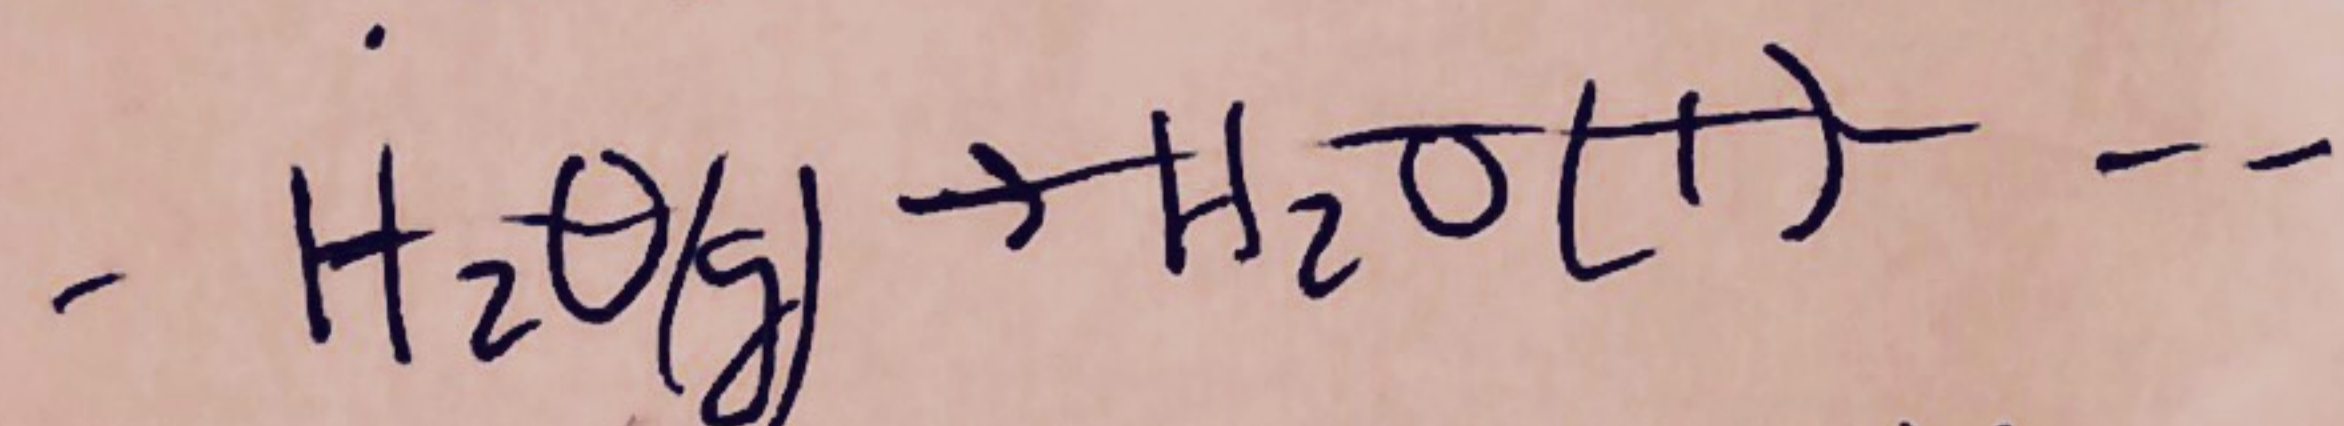 - H₂O(g) → H₂O(l) - -